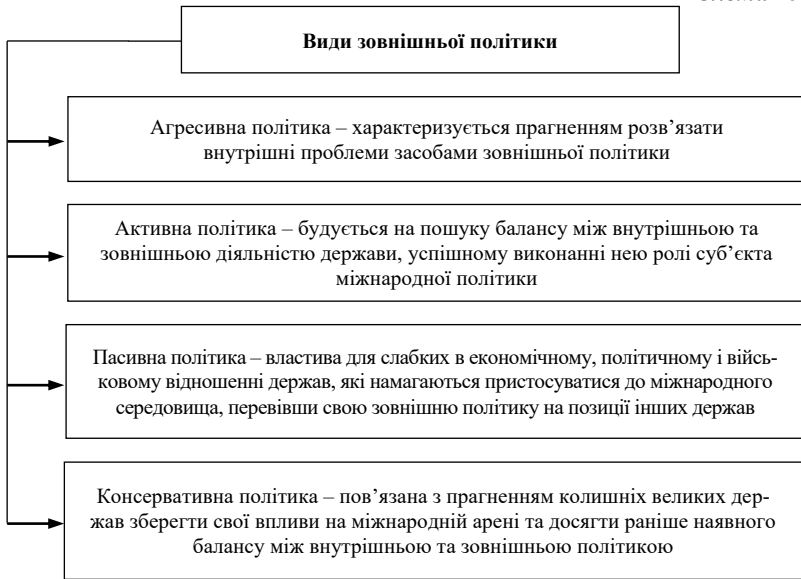 Види зовнішньої політики
Агресивна політика – характеризується прагненням розв’язати
внутрішні проблеми засобами зовнішньої політики
Активна політика – будується на пошуку балансу між внутрішньою та
зовнішньою діяльністю держави, успішному виконанні нею ролі суб’єкта
міжнародної політики
Пасивна політика – властива для слабких в економічному, політичному і війсь-
ковому відношенні держав, які намагаються пристосуватися до міжнародного
середовища, перевівши свою зовнішню політику на позиції інших держав
Консервативна політика – пов’язана з прагненням колишніх великих дер-
жав зберегти свої впливи на міжнародній арені та досягти раніше наявного
балансу між внутрішньою та зовнішньою політикою